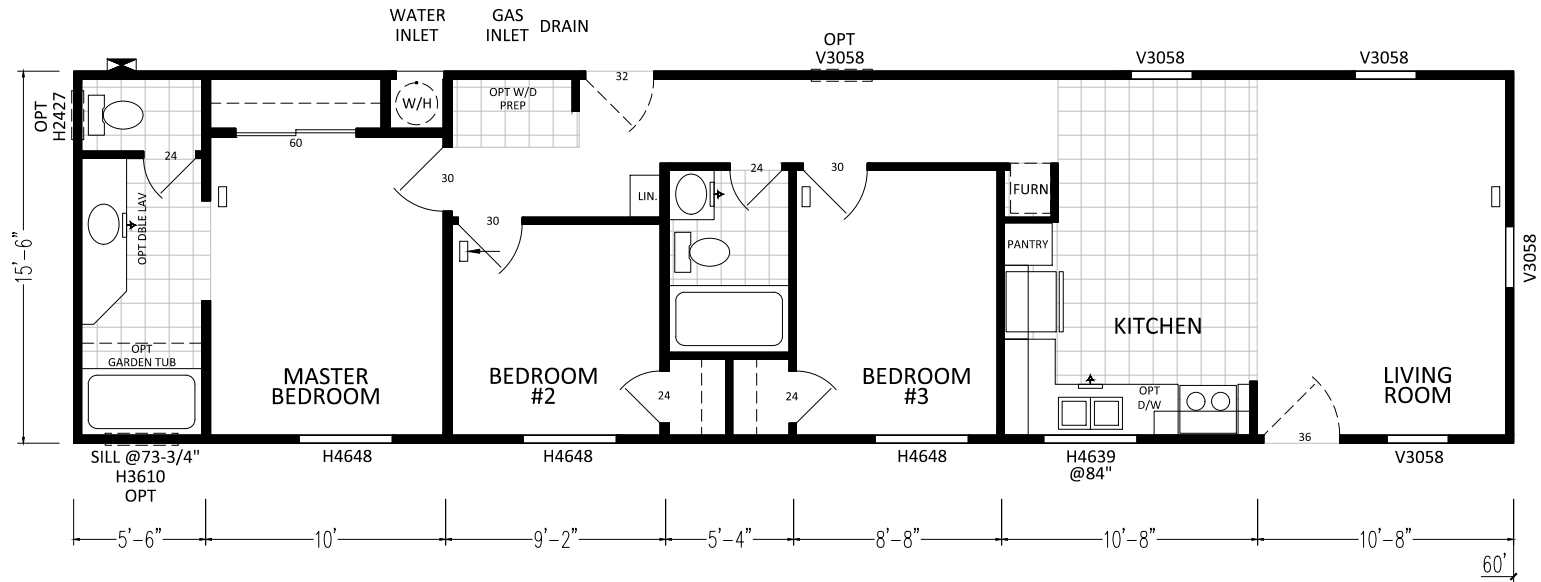 WATER
INLET
GAS
INLET
DRAIN
OPT
V3058
V3058
V3058
OPT
H2427
W/H
OPT W/D
PREP
32
60
24
30
30
24
30
LIN.
FURN
PANTRY
OPT DBLE LAV
15'-6"
V3058
KITCHEN
OPT
GARDEN TUB
MASTER
BEDROOM
BEDROOM
#2
24
24
BEDROOM
#3
OPT
D/W
LIVING
ROOM
36
SILL @73-3/4"
H3610
OPT
H4648
H4648
H4648
H4639
@84"
V3058
5'-6"
10'
9'-2"
5'-4"
8'-8"
10'-8"
10'-8"
60'